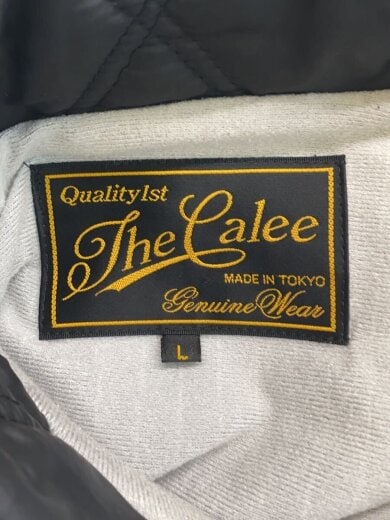 Quality1st
The Calee
MADE IN TOKYO
Genuine Wear
L